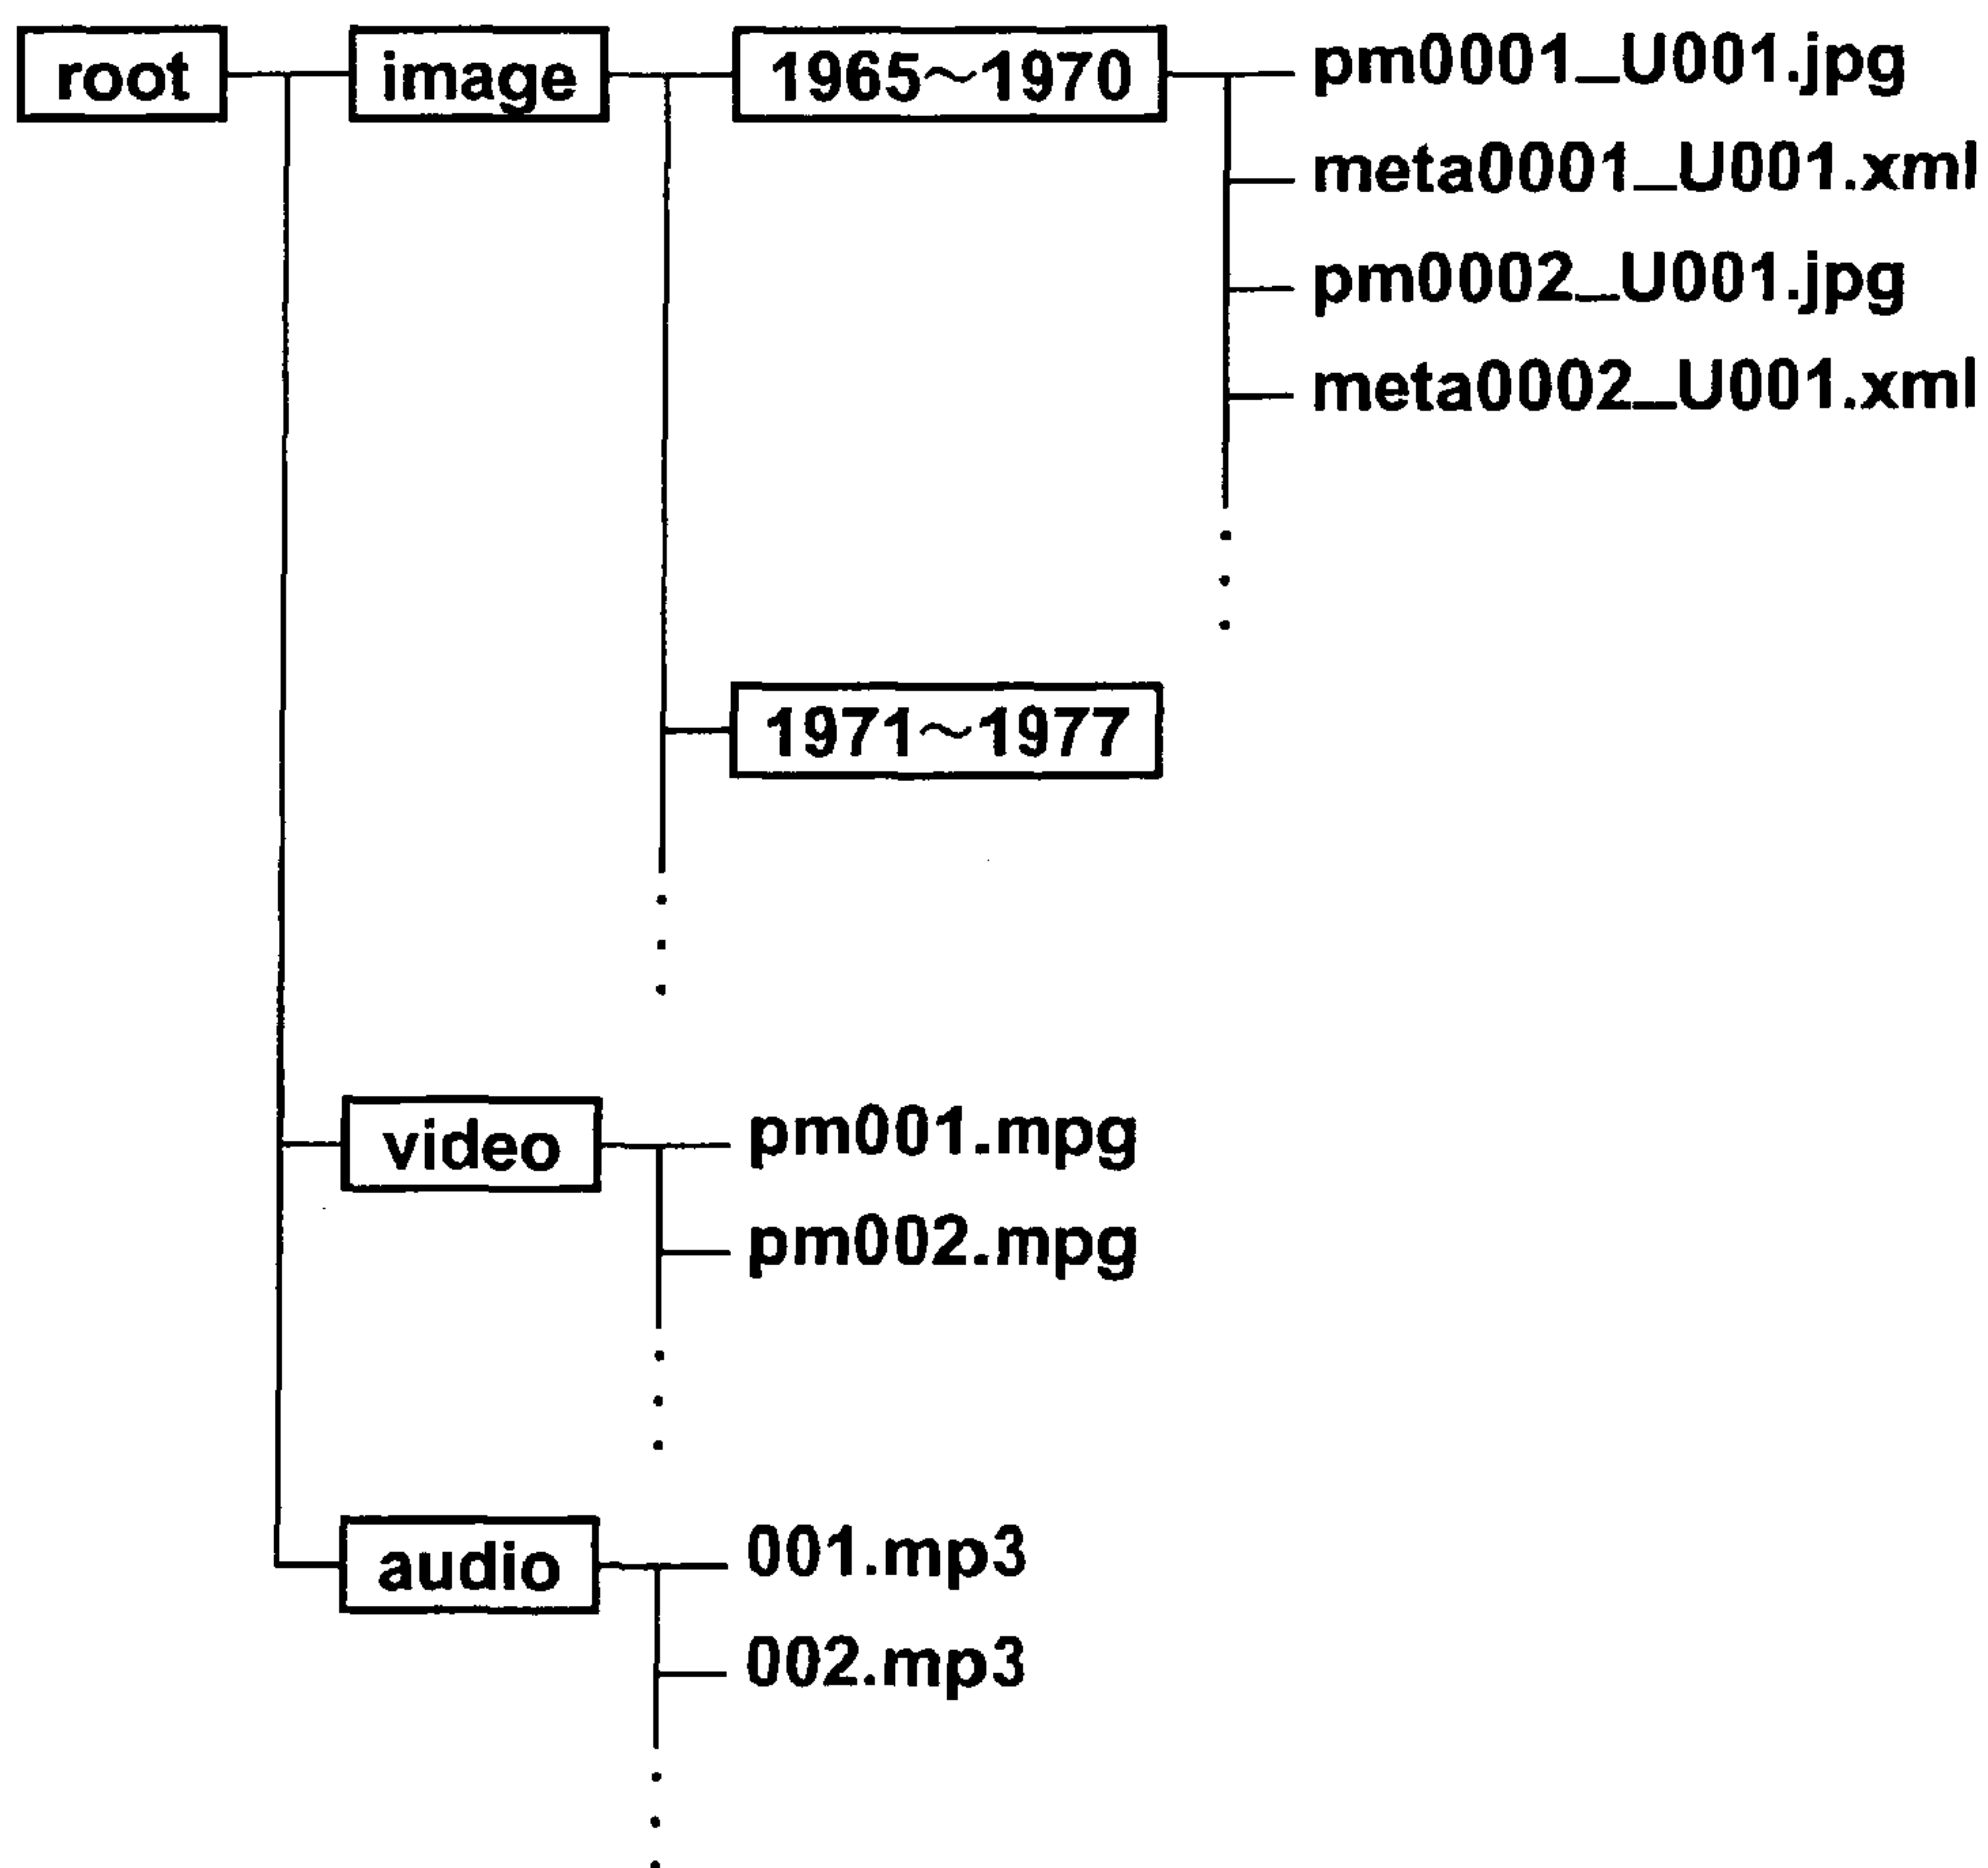 root
image
1965～1970
pm0001_U001.jpg
meta0001_U001.xml
pm0002_U001.jpg
meta0002_U001.xml
1971～1977
video
pm001.mpg
pm002.mpg
audio
001.mp3
002.mp3